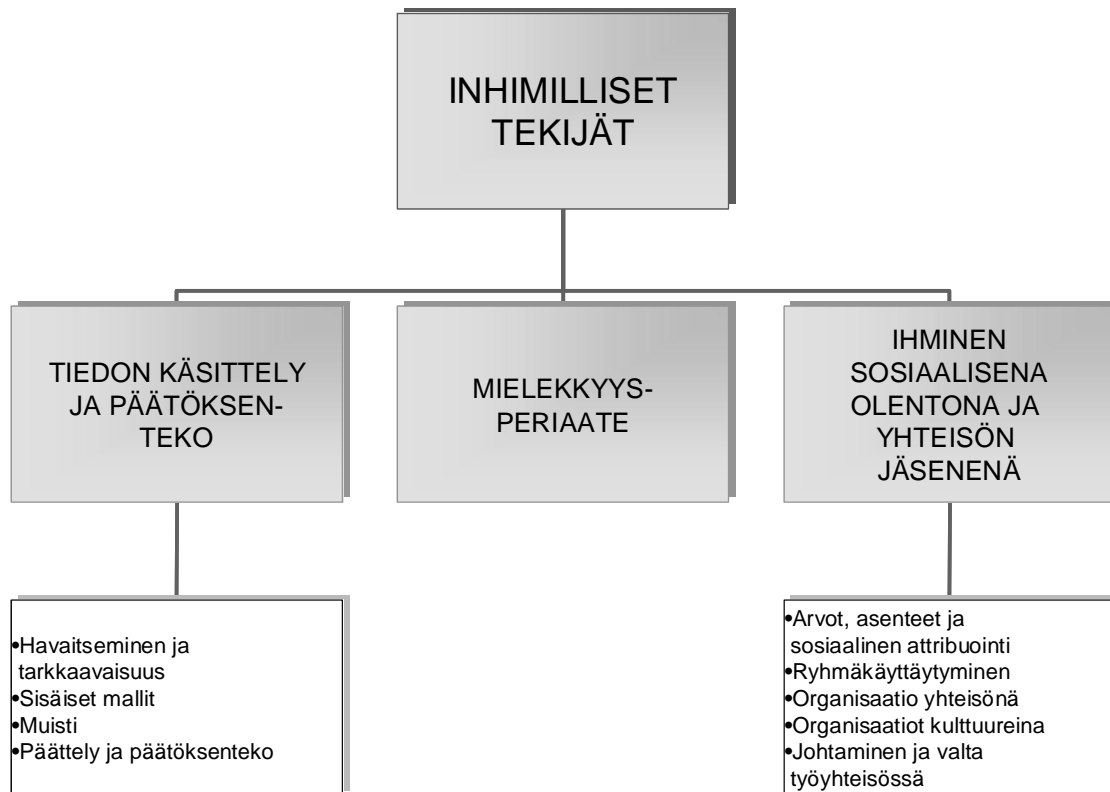 INHIMILLISET
TEKIJÄT
TIEDON KÄSITTELY
JA PÄÄTÖKSEN-
TEKO
MIELEKKYYS-
PERIAATE
IHMINEN
SOSIAALISENA
OLENTONA JA
YHTEISÖN
JÄSENENÄ
•Havaitseminen ja
tarkkaavaisuus
•Sisäiset mallit
•Muisti
•Päättely ja päätöksenteko
•Arvot, asenteet ja
sosiaalinen attribuointi
•Ryhmäkäyttäytyminen
•Organisaatio yhteisönä
•Organisaatiot kulttuureina
•Johtaminen ja valta
työyhteisössä